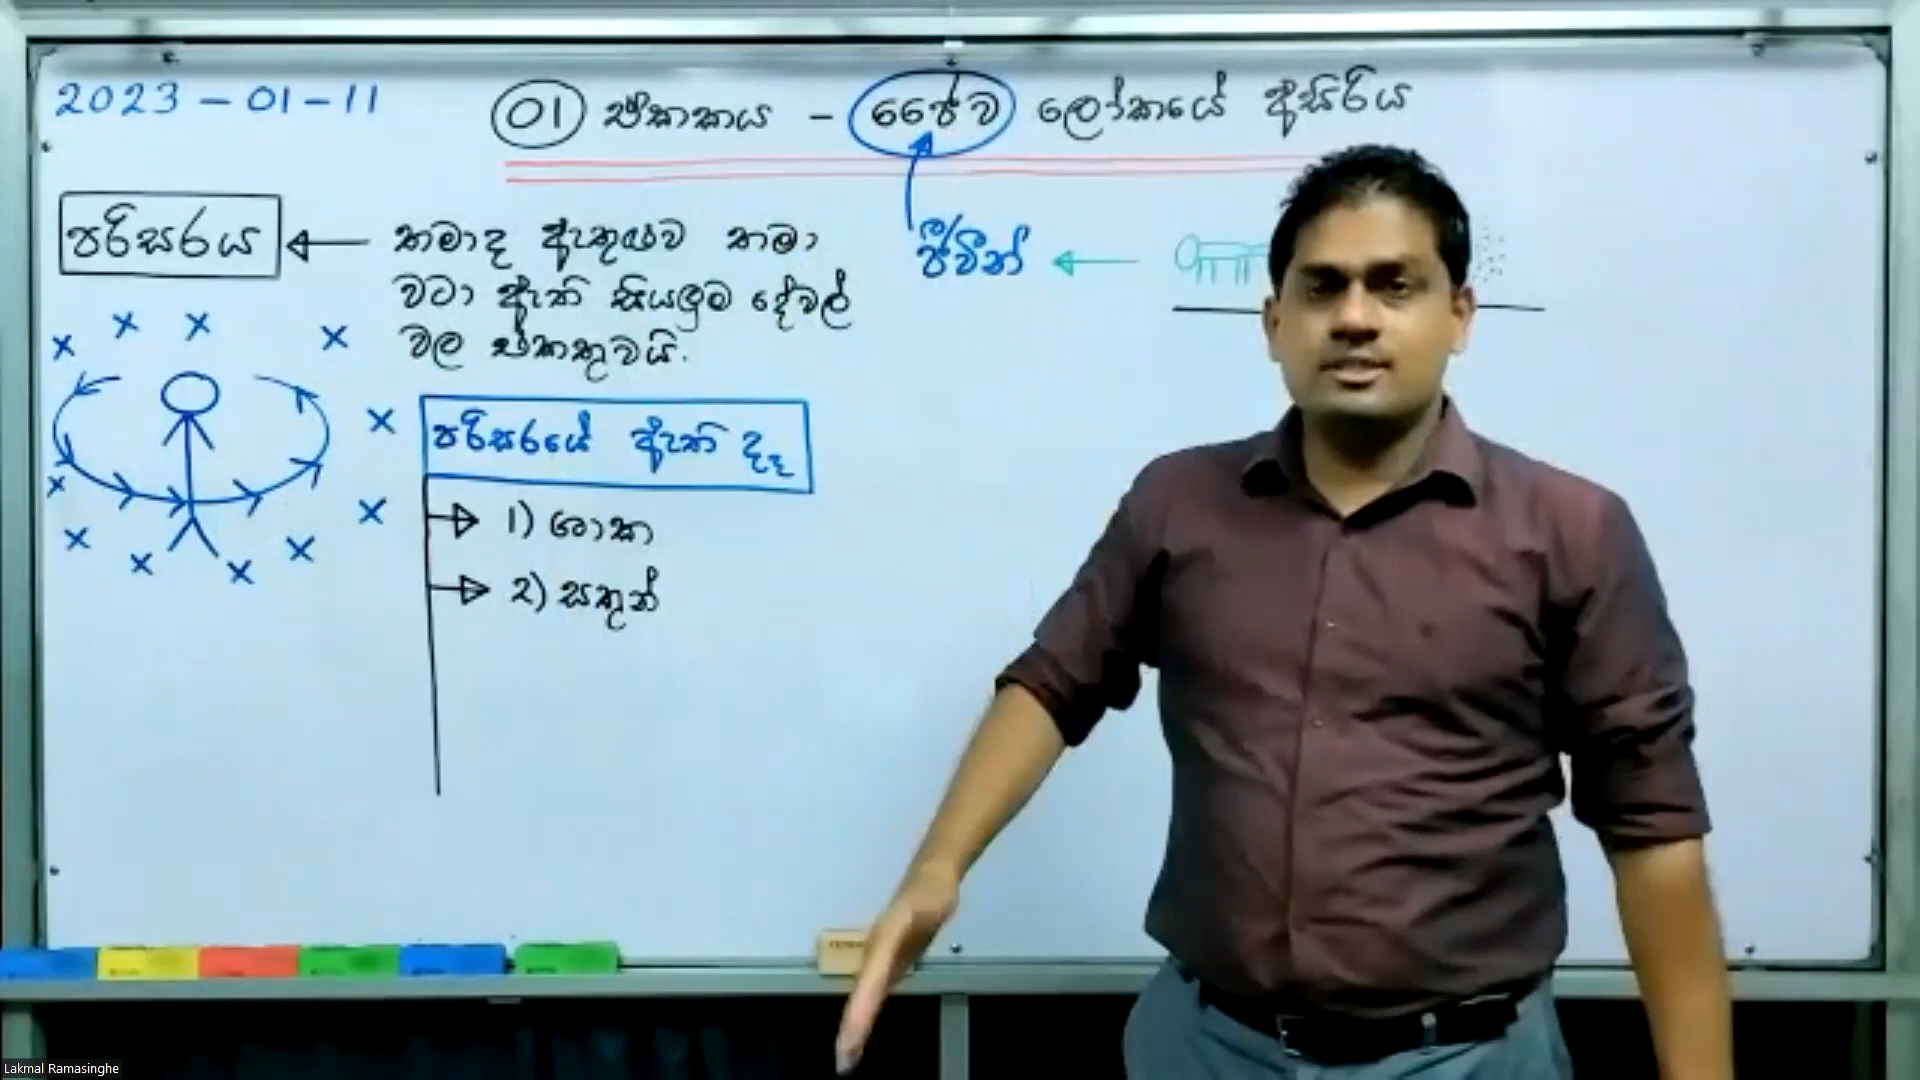 2023 - 01 - 11
01 ඒකකය - ජෛව ලෝකයේ අසිරිය
පරිසරය
තමාද ඇතුළුව තමා
වටා ඇති සියලුම දේවල්
වල එකතුවයි.
ජීවීන්
පරිසරයේ ඇති දෑ
1) ගොක
2) සතුන්
Lakmal Ramasinghe